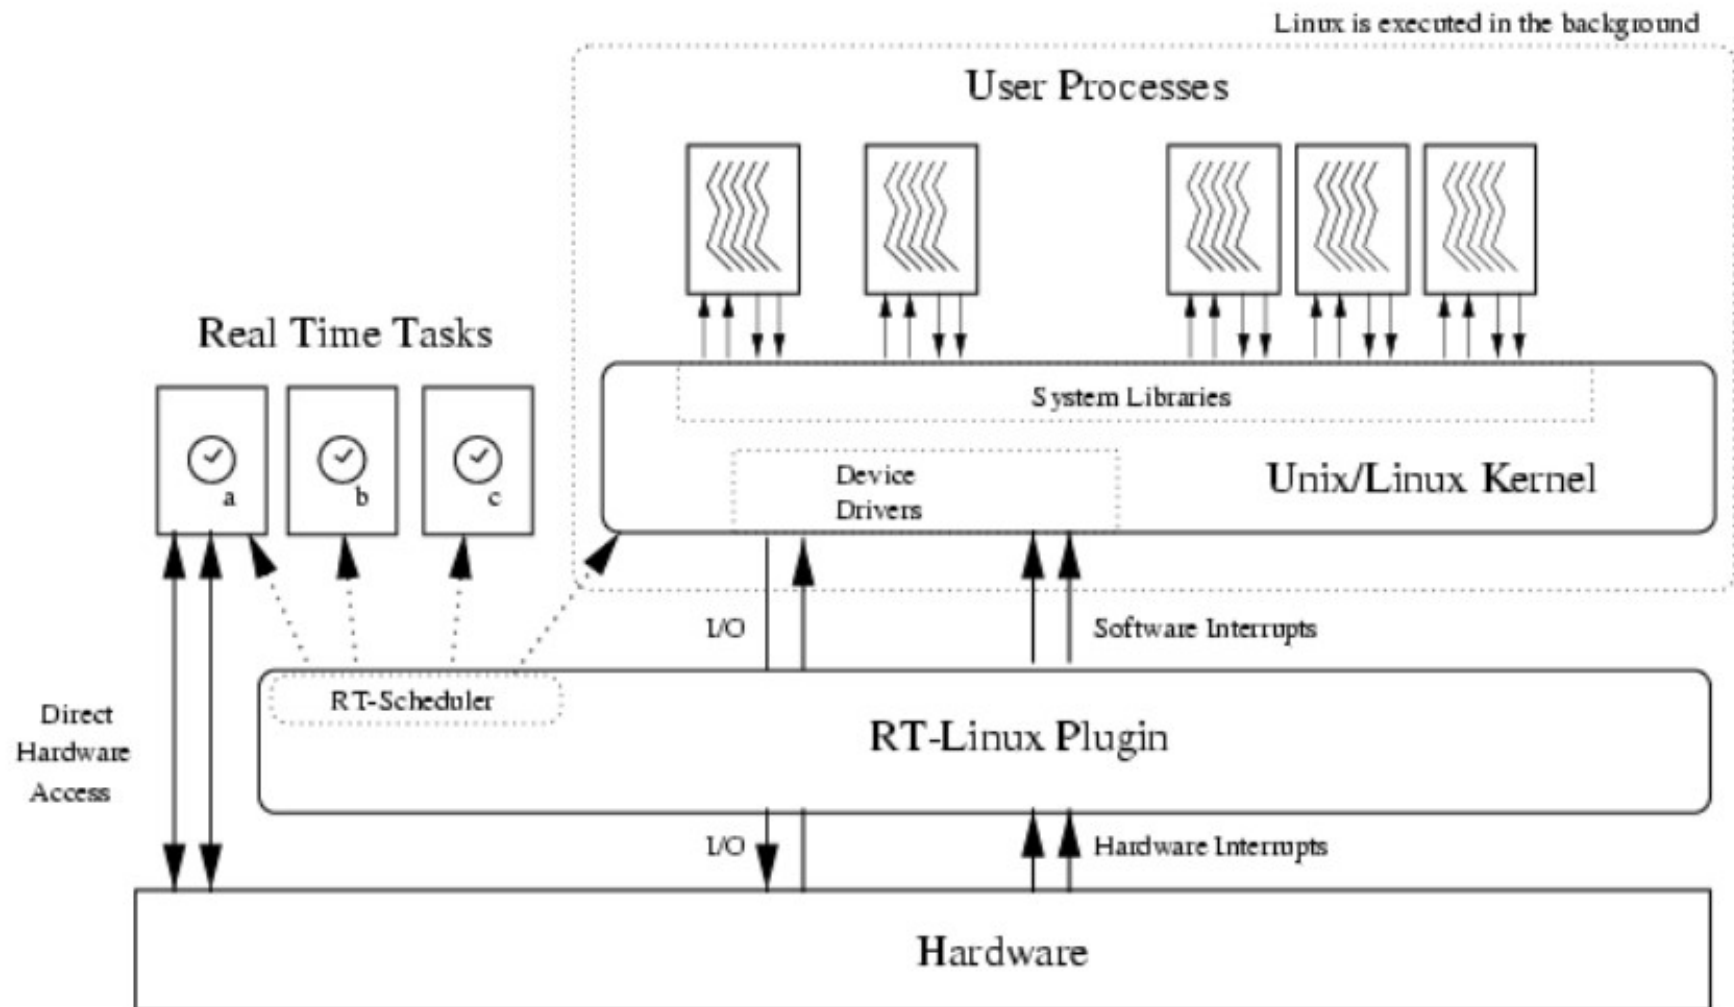 Linux is executed in the background
User Processes
Real Time Tasks
System Libraries
a
b
c
Device
Drivers
Unix/Linux Kernel
I/O
Software Interrupts
RT-Scheduler
Direct
Hardware
Access
RT-Linux Plugin
I/O
Hardware Interrupts
Hardware